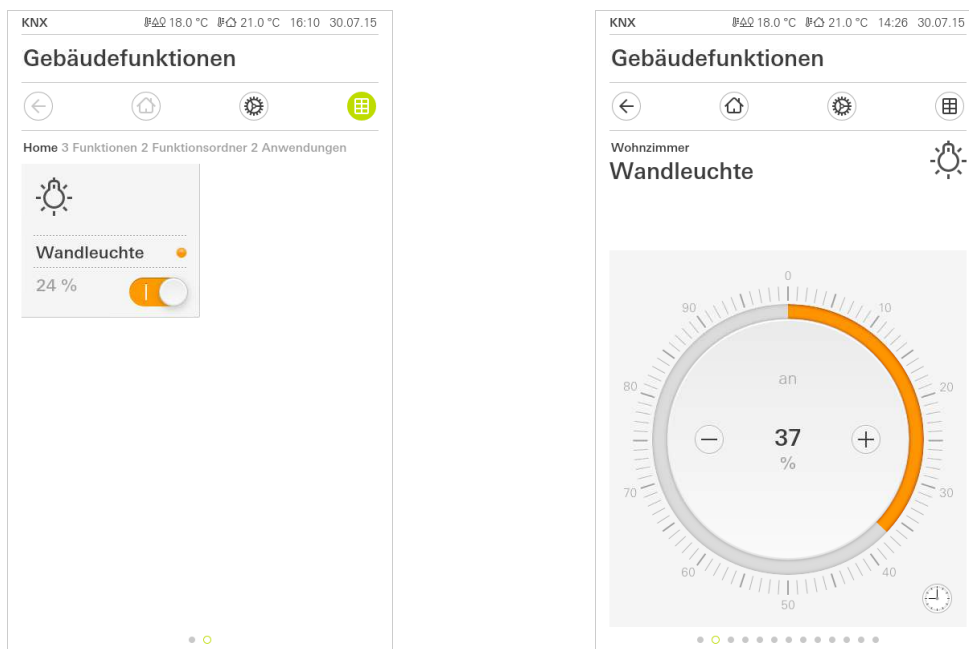 KNX 18.0 °C 21.0 °C 16:10 30.07.15
Gebäudefunktionen
Home 3 Funktionen 2 Funktionsordner 2 Anwendungen
Wandleuchte
24 %
KNX 18.0 °C 21.0 °C 14:26 30.07.15
Gebäudefunktionen
Wohnzimmer
Wandleuchte
0
90 10
an
80 20
37
%
70 30
60 40
50